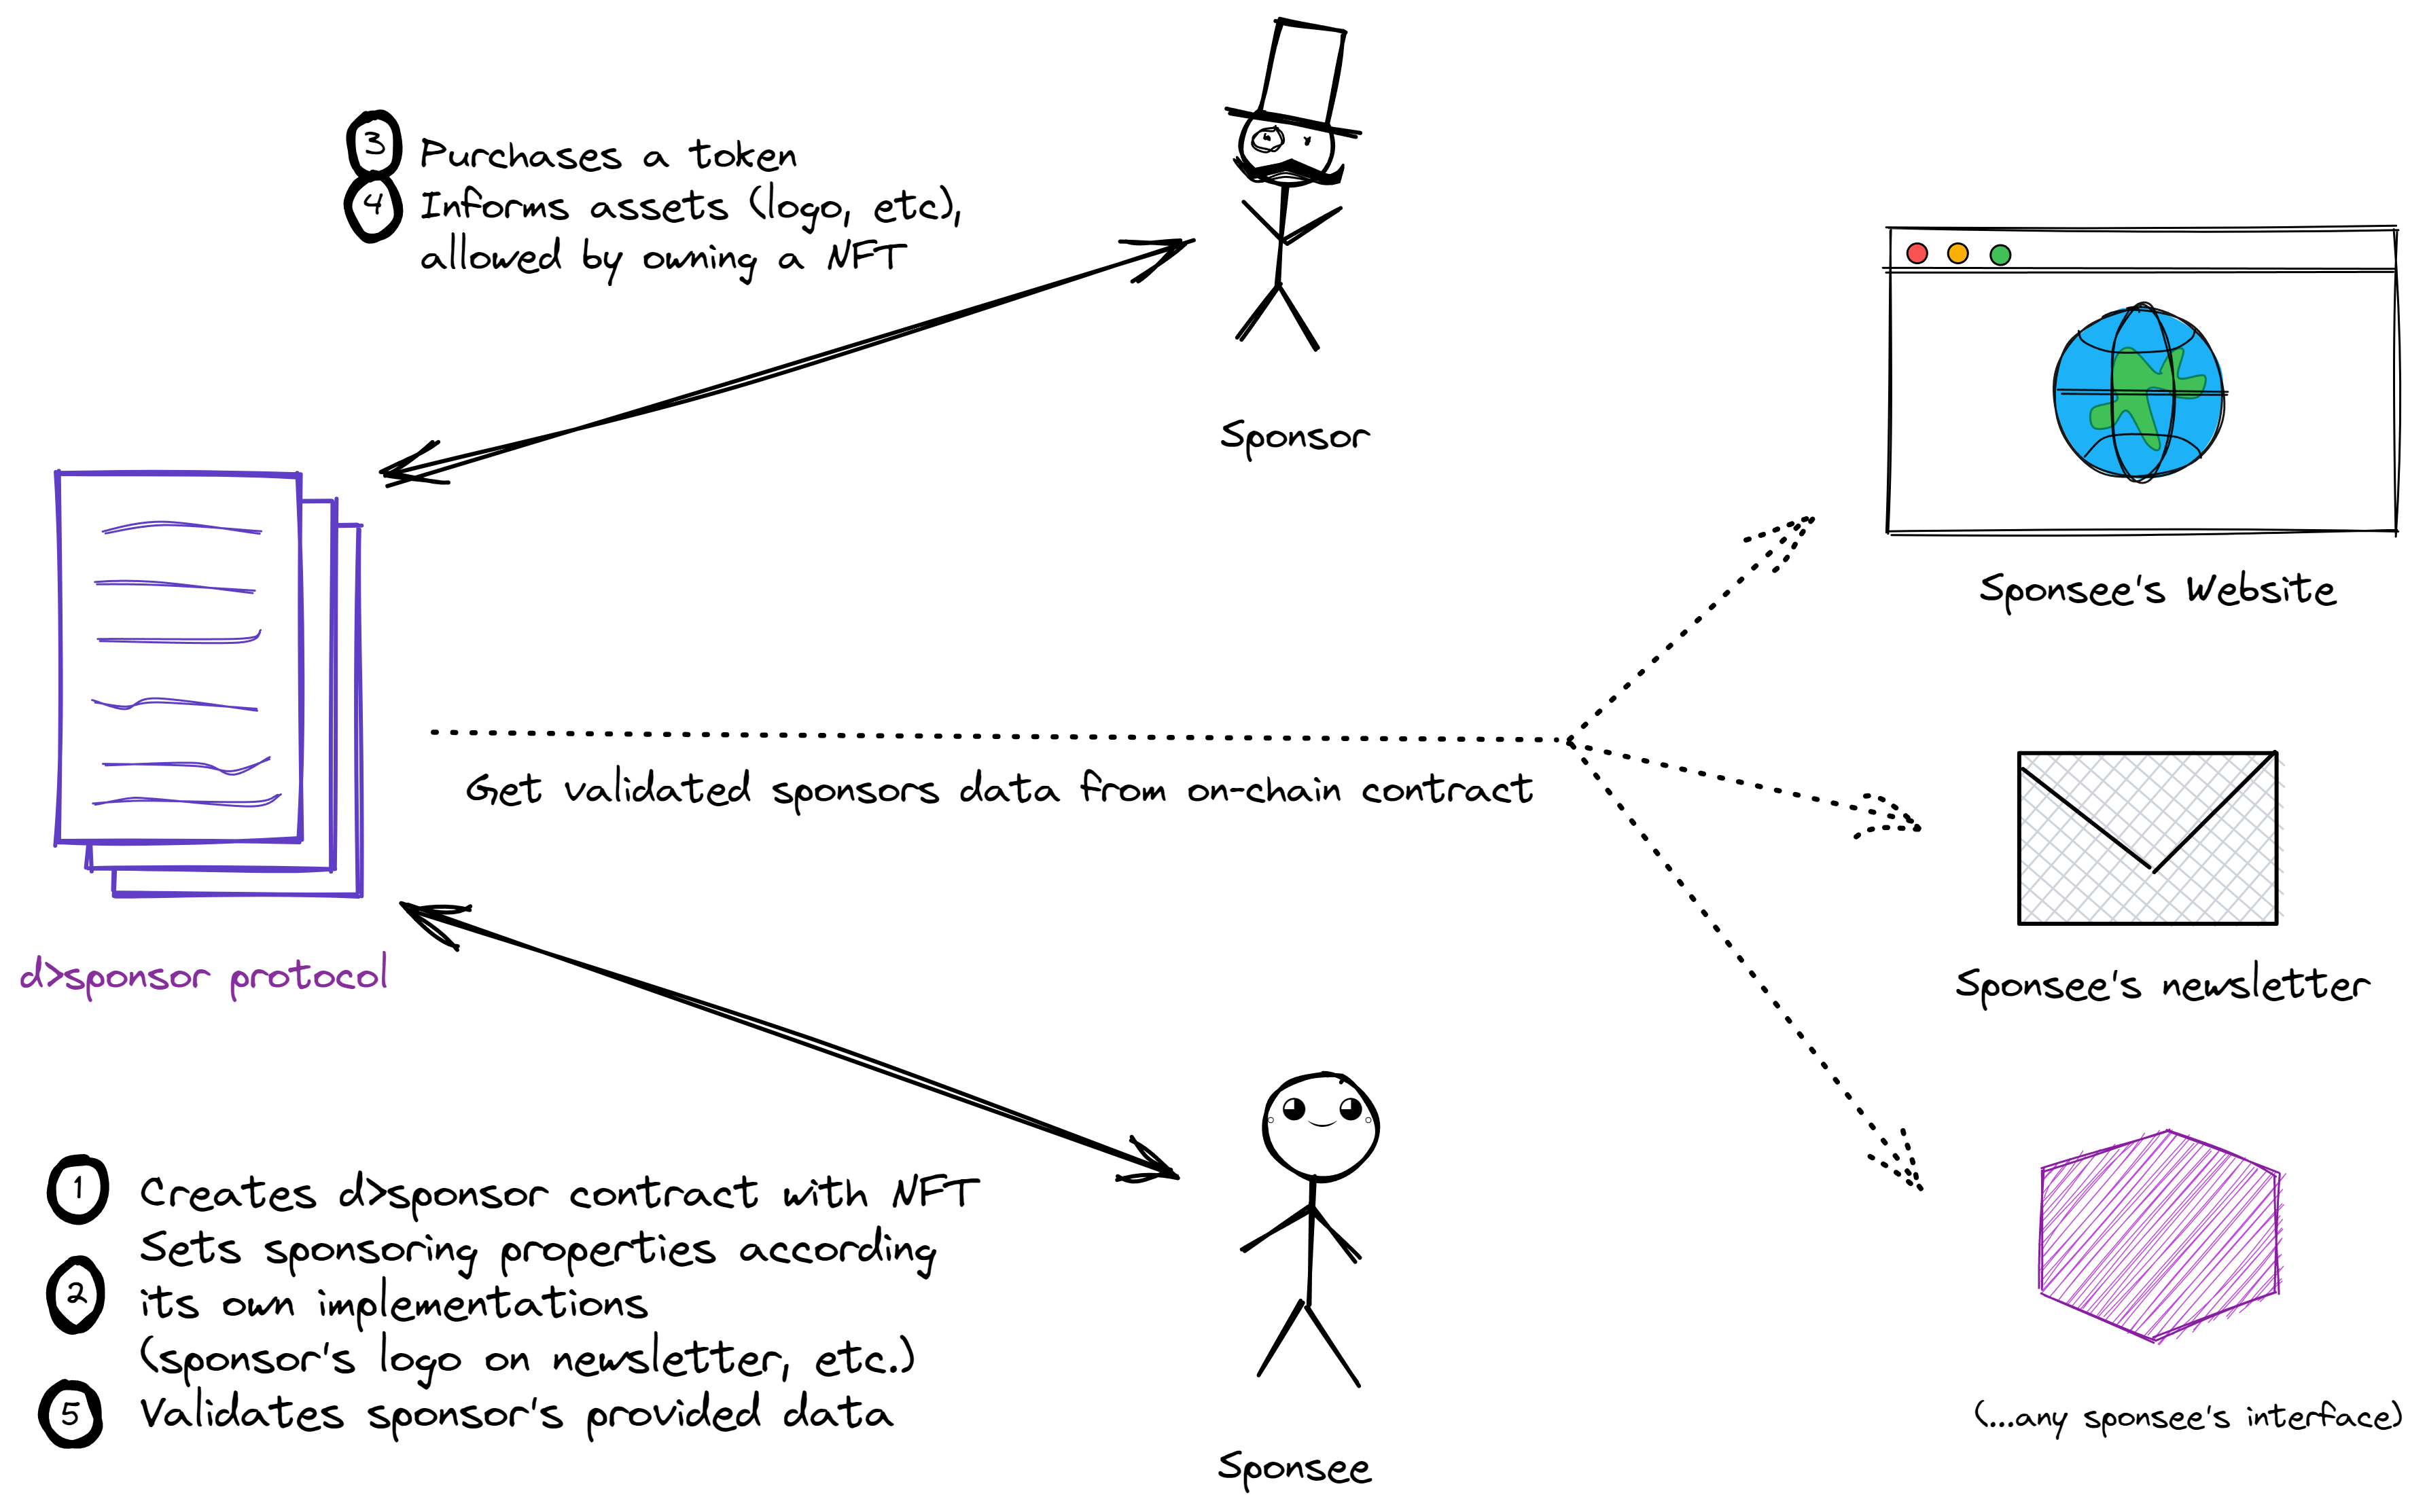 3 Purchases a token
4 Informs assets (logo, etc),
allowed by owning a NFT
Sponsor
Sponsee's Website
Get validated sponsors data from on-chain contract
d>sponsor protocol
Sponsee's newsletter
1 Creates d>sponsor contract with NFT
Sets sponsoring properties according
2 its own implementations
(sponsor's logo on newsletter, etc.)
5 Validates sponsor's provided data
Sponsee
(...any sponsee's interface)